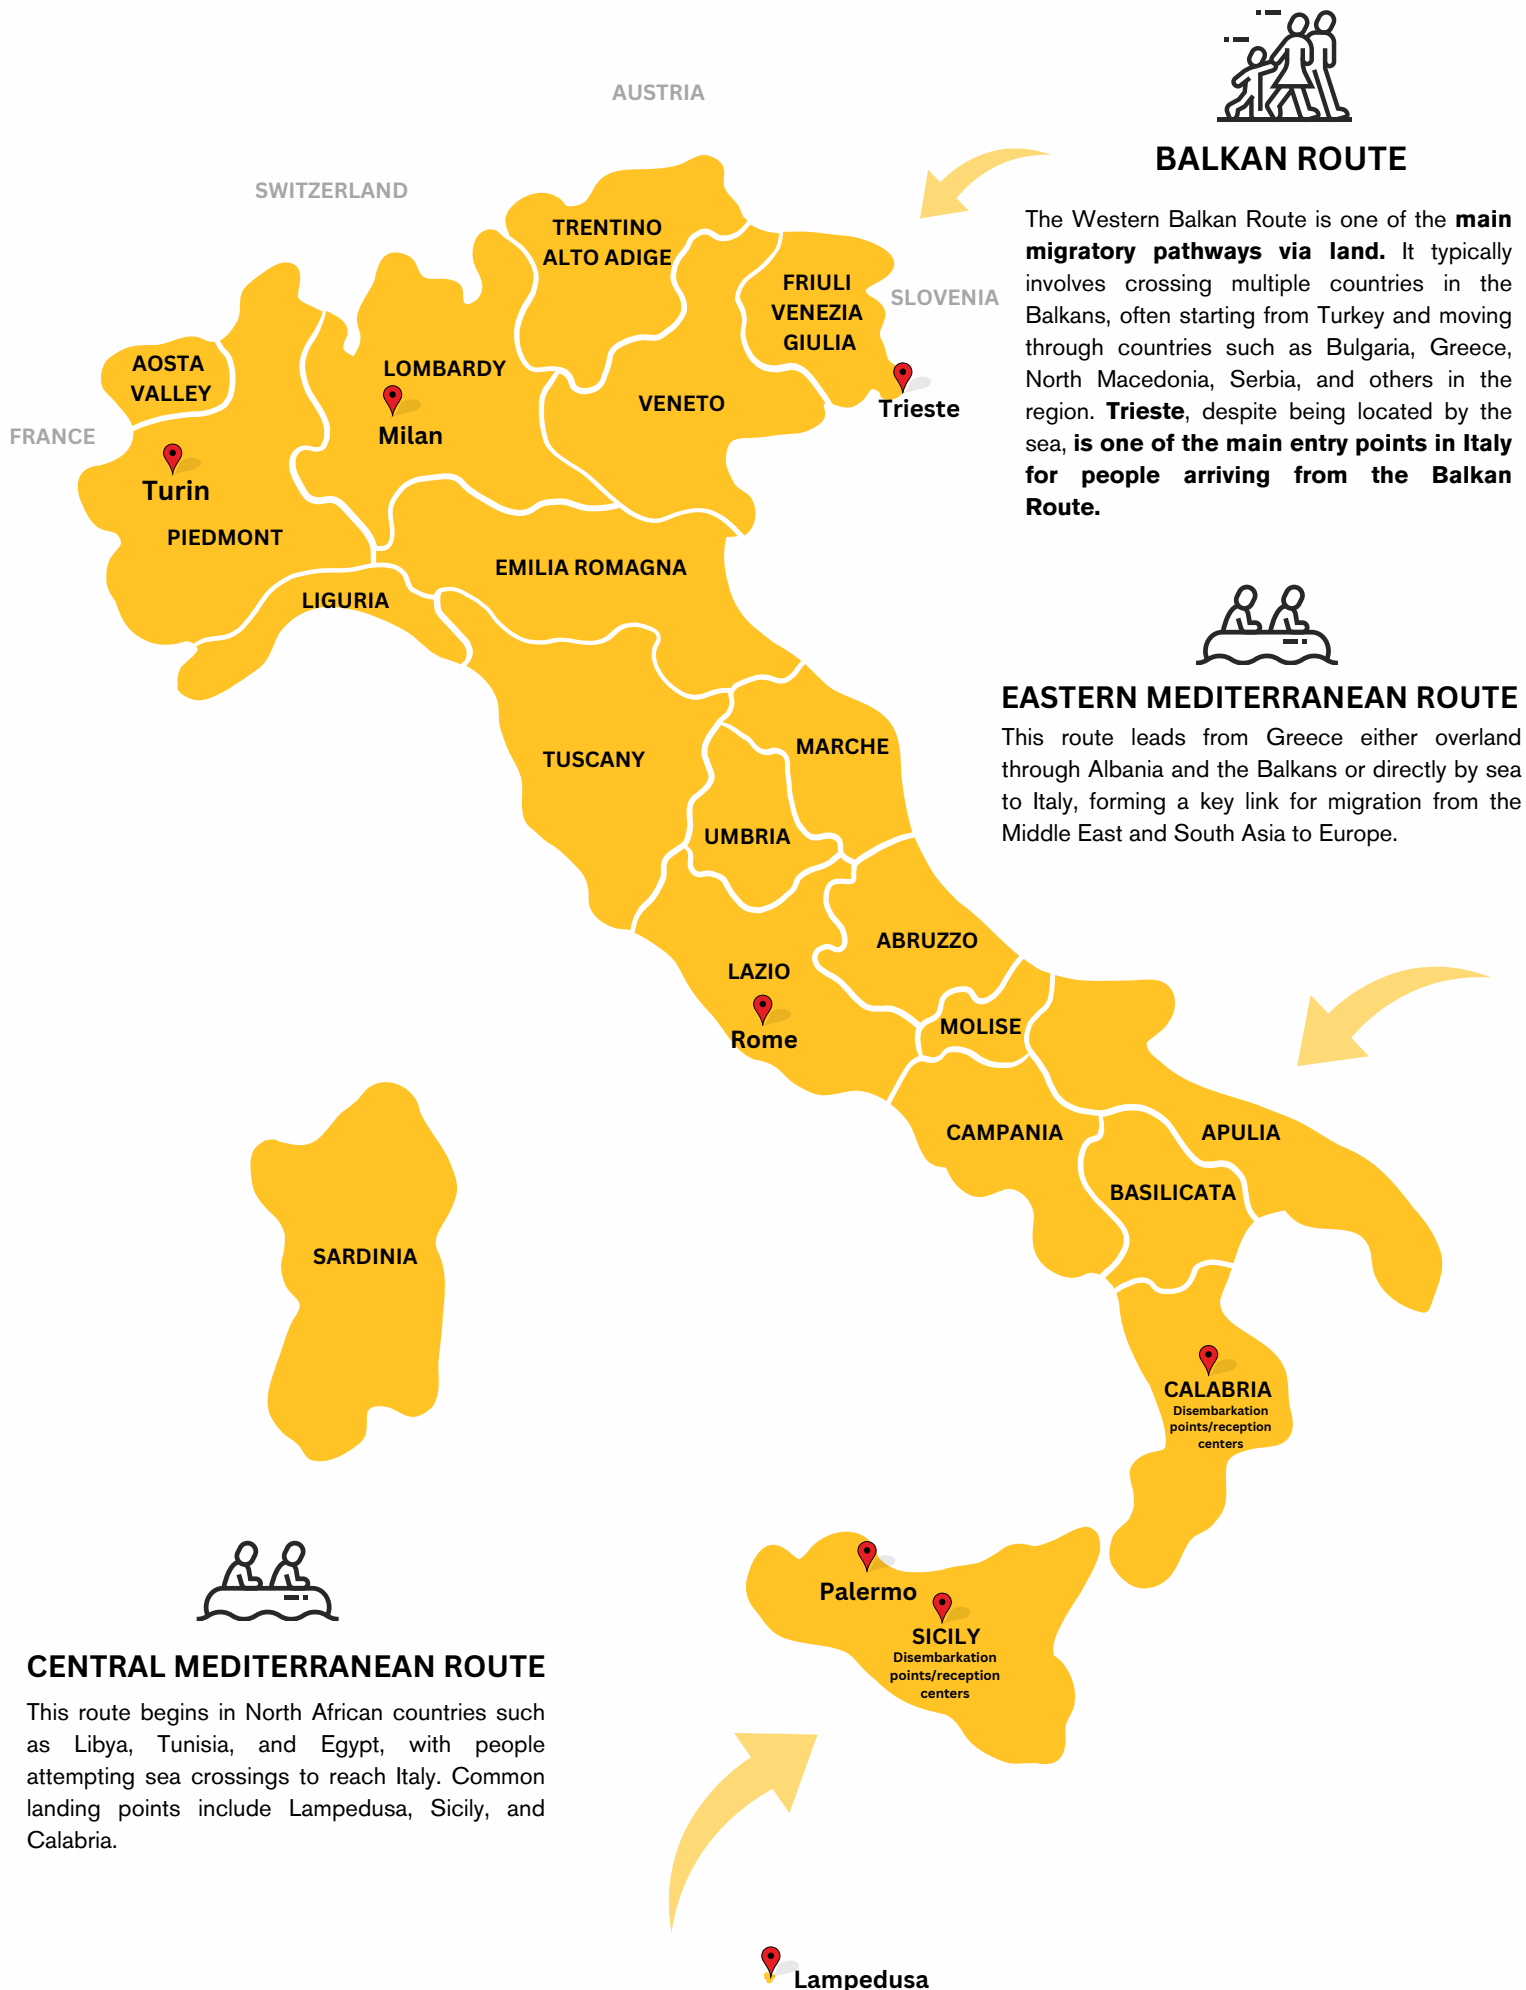 AUSTRIA
SWITZERLAND
FRANCE
SLOVENIA
TRENTINO
ALTO ADIGE
FRIULI
VENEZIA
GIULIA
Trieste
AOSTA
VALLEY
LOMBARDY
Milan
VENETO
Turin
PIEDMONT
EMILIA ROMAGNA
LIGURIA
BALKAN ROUTE
The Western Balkan Route is one of the main
migratory pathways via land. It typically
involves crossing multiple countries in the
Balkans, often starting from Turkey and moving
through countries such as Bulgaria, Greece,
North Macedonia, Serbia, and others in the
region. Trieste, despite being located by the
sea, is one of the main entry points in Italy
for people arriving from the Balkan
Route.
EASTERN MEDITERRANEAN ROUTE
This route leads from Greece either overland
through Albania and the Balkans or directly by sea
to Italy, forming a key link for migration from the
Middle East and South Asia to Europe.
TUSCANY
MARCHE
UMBRIA
ABRUZZO
LAZIO
Rome
MOLISE
CAMPANIA
APULIA
BASILICATA
SARDINIA
CALABRIA
Disembarkation
points/reception
centers
Palermo
SICILY
Disembarkation
points/reception
centers
CENTRAL MEDITERRANEAN ROUTE
This route begins in North African countries such
as Libya, Tunisia, and Egypt, with people
attempting sea crossings to reach Italy. Common
landing points include Lampedusa, Sicily, and
Calabria.
Lampedusa